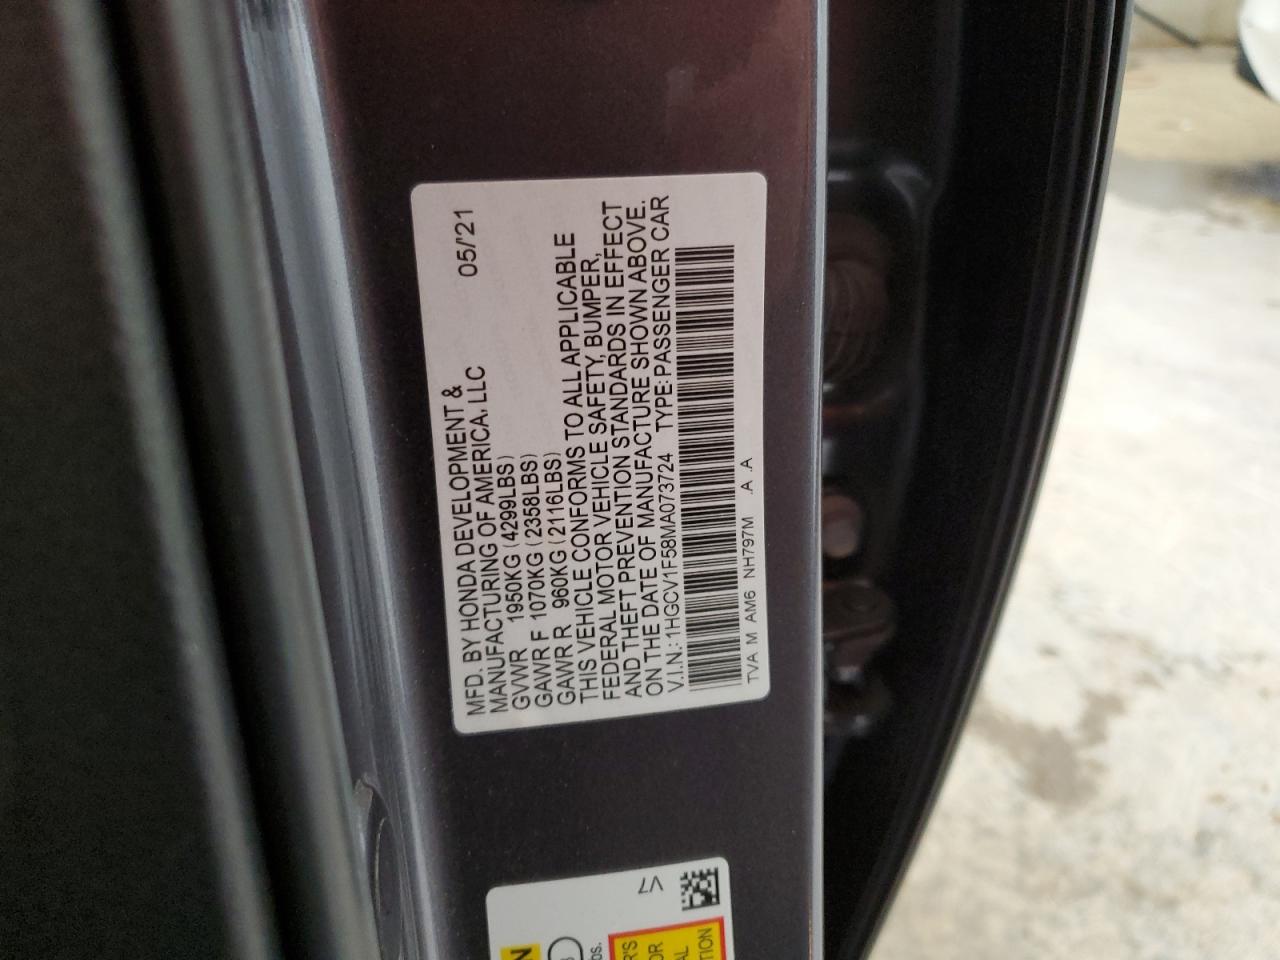 MFD. BY HONDA DEVELOPMENT & 05/'21
MANUFACTURING OF AMERICA, LLC
GVWR 1950KG (4299LBS)
GAWR F 1070KG (2358LBS)
GAWR R 960KG (2116LBS)
THIS VEHICLE CONFORMS TO ALL APPLICABLE
FEDERAL MOTOR VEHICLE SAFETY, BUMPER,
AND THEFT PREVENTION STANDARDS IN EFFECT
ON THE DATE OF MANUFACTURE SHOWN ABOVE.
V.I.N.: 1HGCV1F58MA073724 TYPE: PASSENGER CAR
TVA M AM6 NH797M .A .A